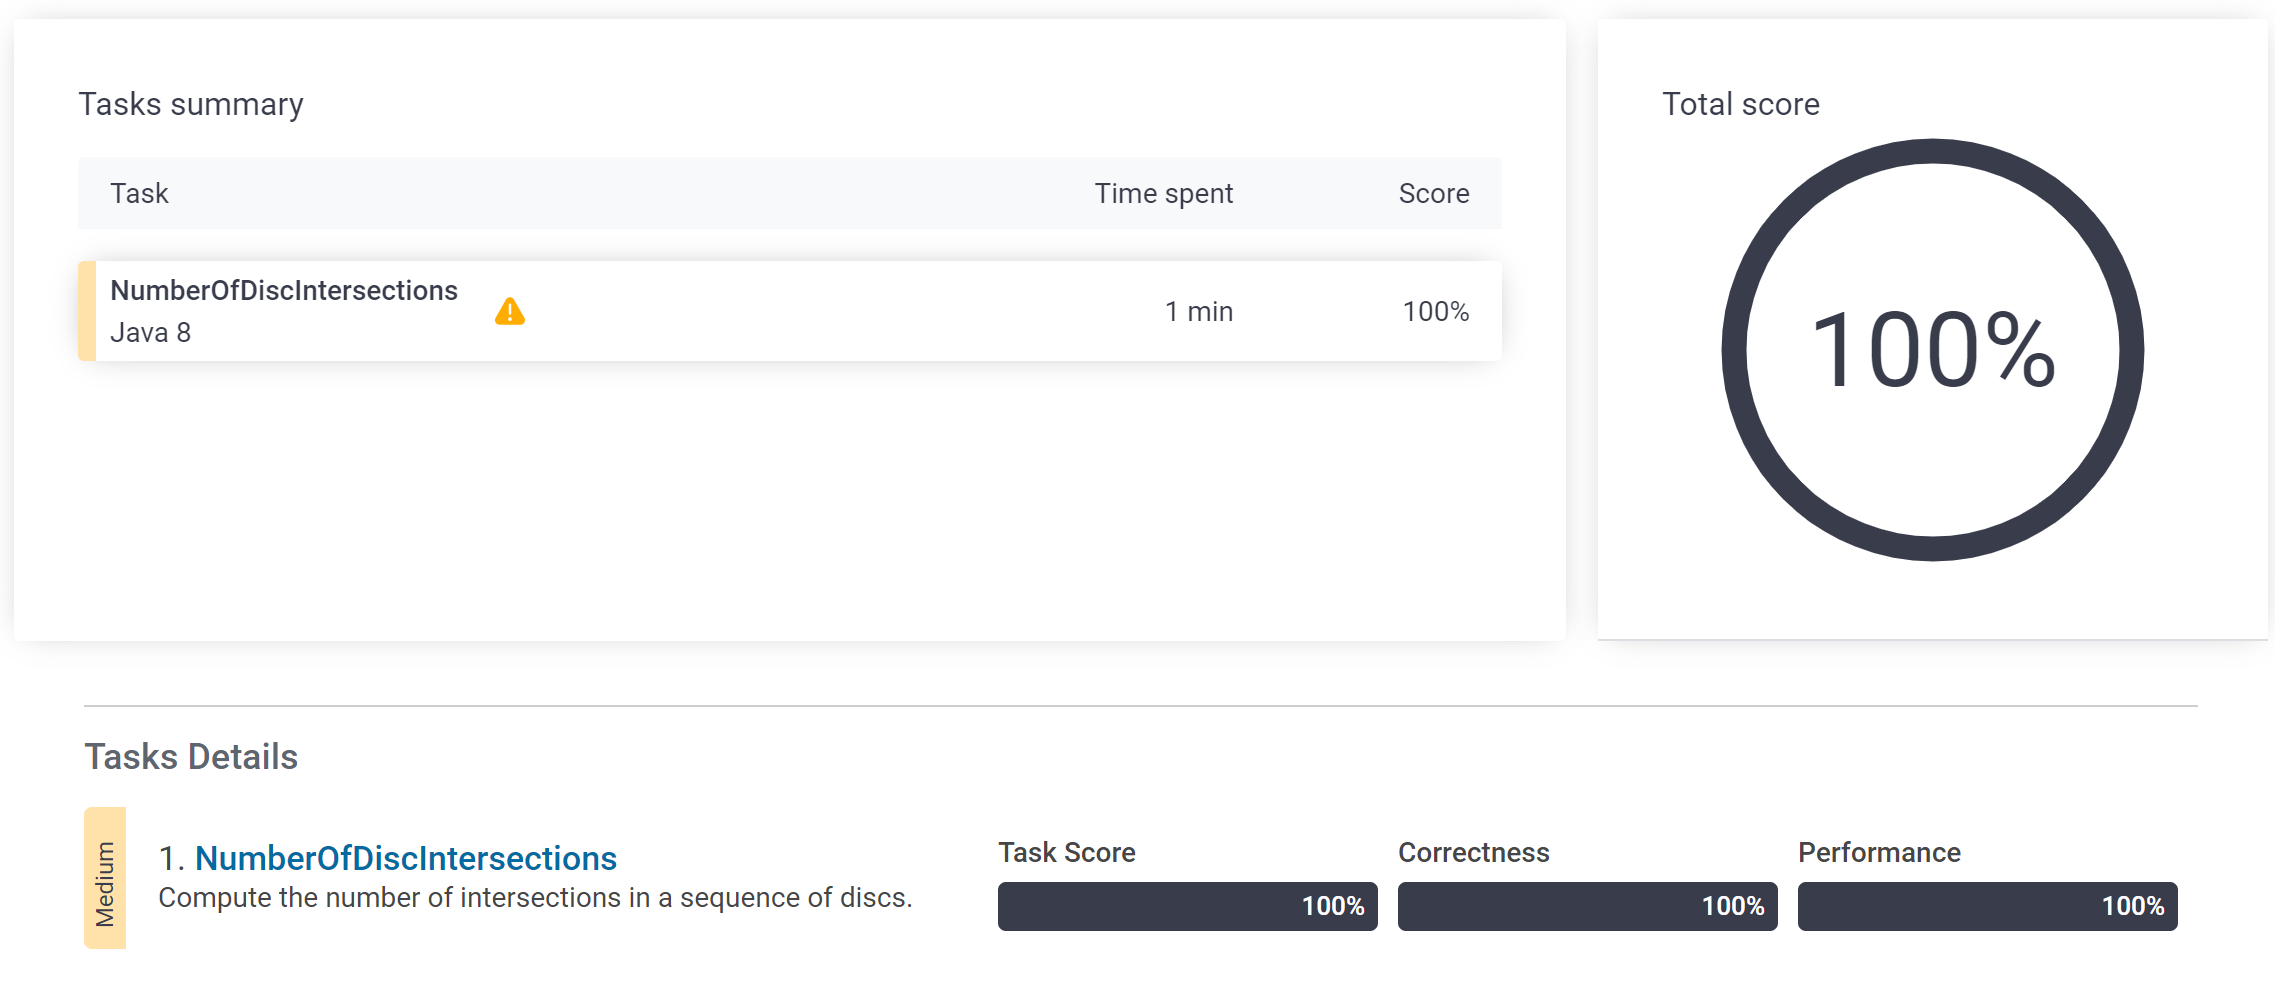 Tasks summary
Task Time spent Score
NumberOfDiscIntersections
Java 8
1 min 100%
Total score
100%
Tasks Details
Medium
1. NumberOfDiscIntersections
Compute the number of intersections in a sequence of discs.
Task Score Correctness Performance
100% 100% 100%